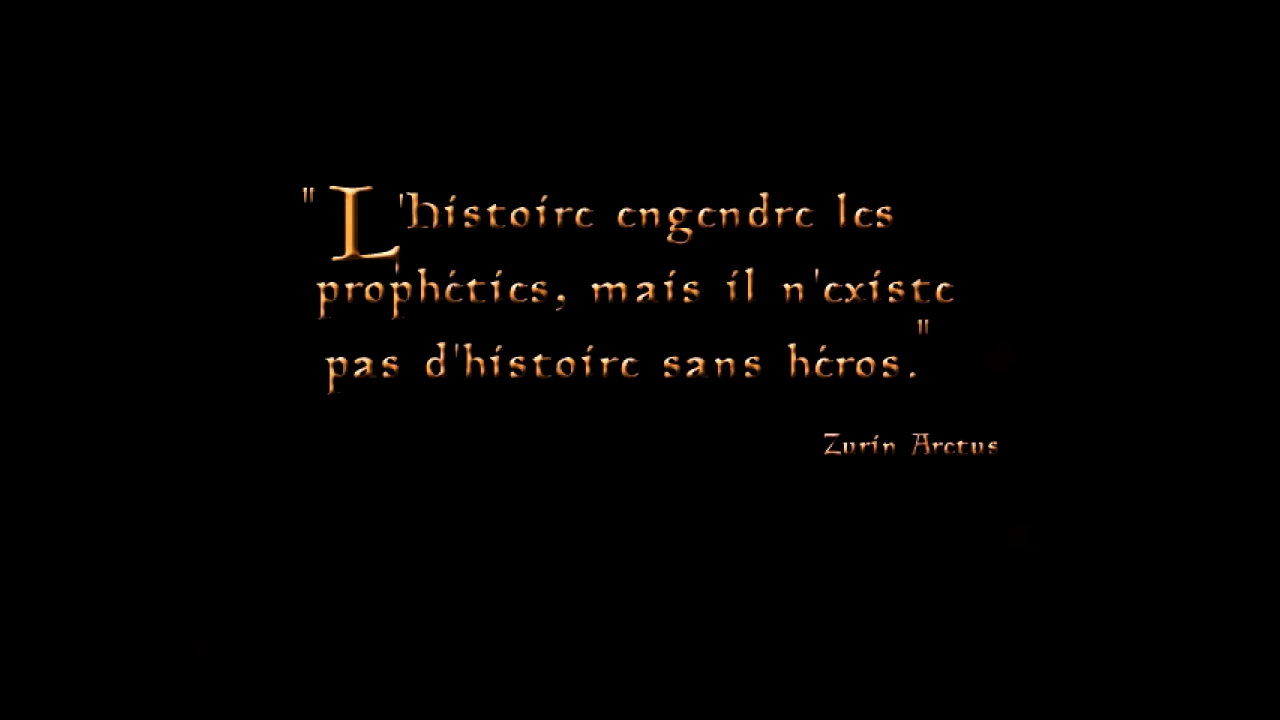 "L'histoire engendre les
prophéties, mais il n'existe
pas d'histoire sans héros."
Zurin Arctus